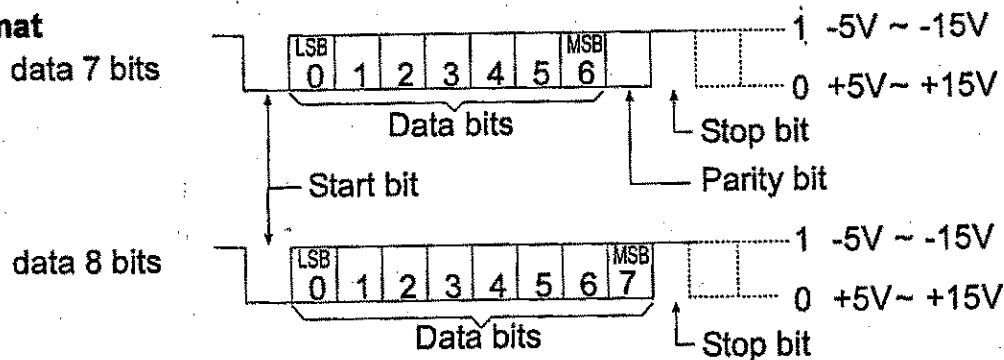 mat
data 7 bits
LSB MSB
0 1 2 3 4 5 6
1 -5V ~ -15V
0 +5V~ +15V
Data bits
Stop bit
Start bit
Parity bit
data 8 bits
LSB MSB
0 1 2 3 4 5 6 7
1 -5V ~ -15V
0 +5V~ +15V
Data bits
Stop bit